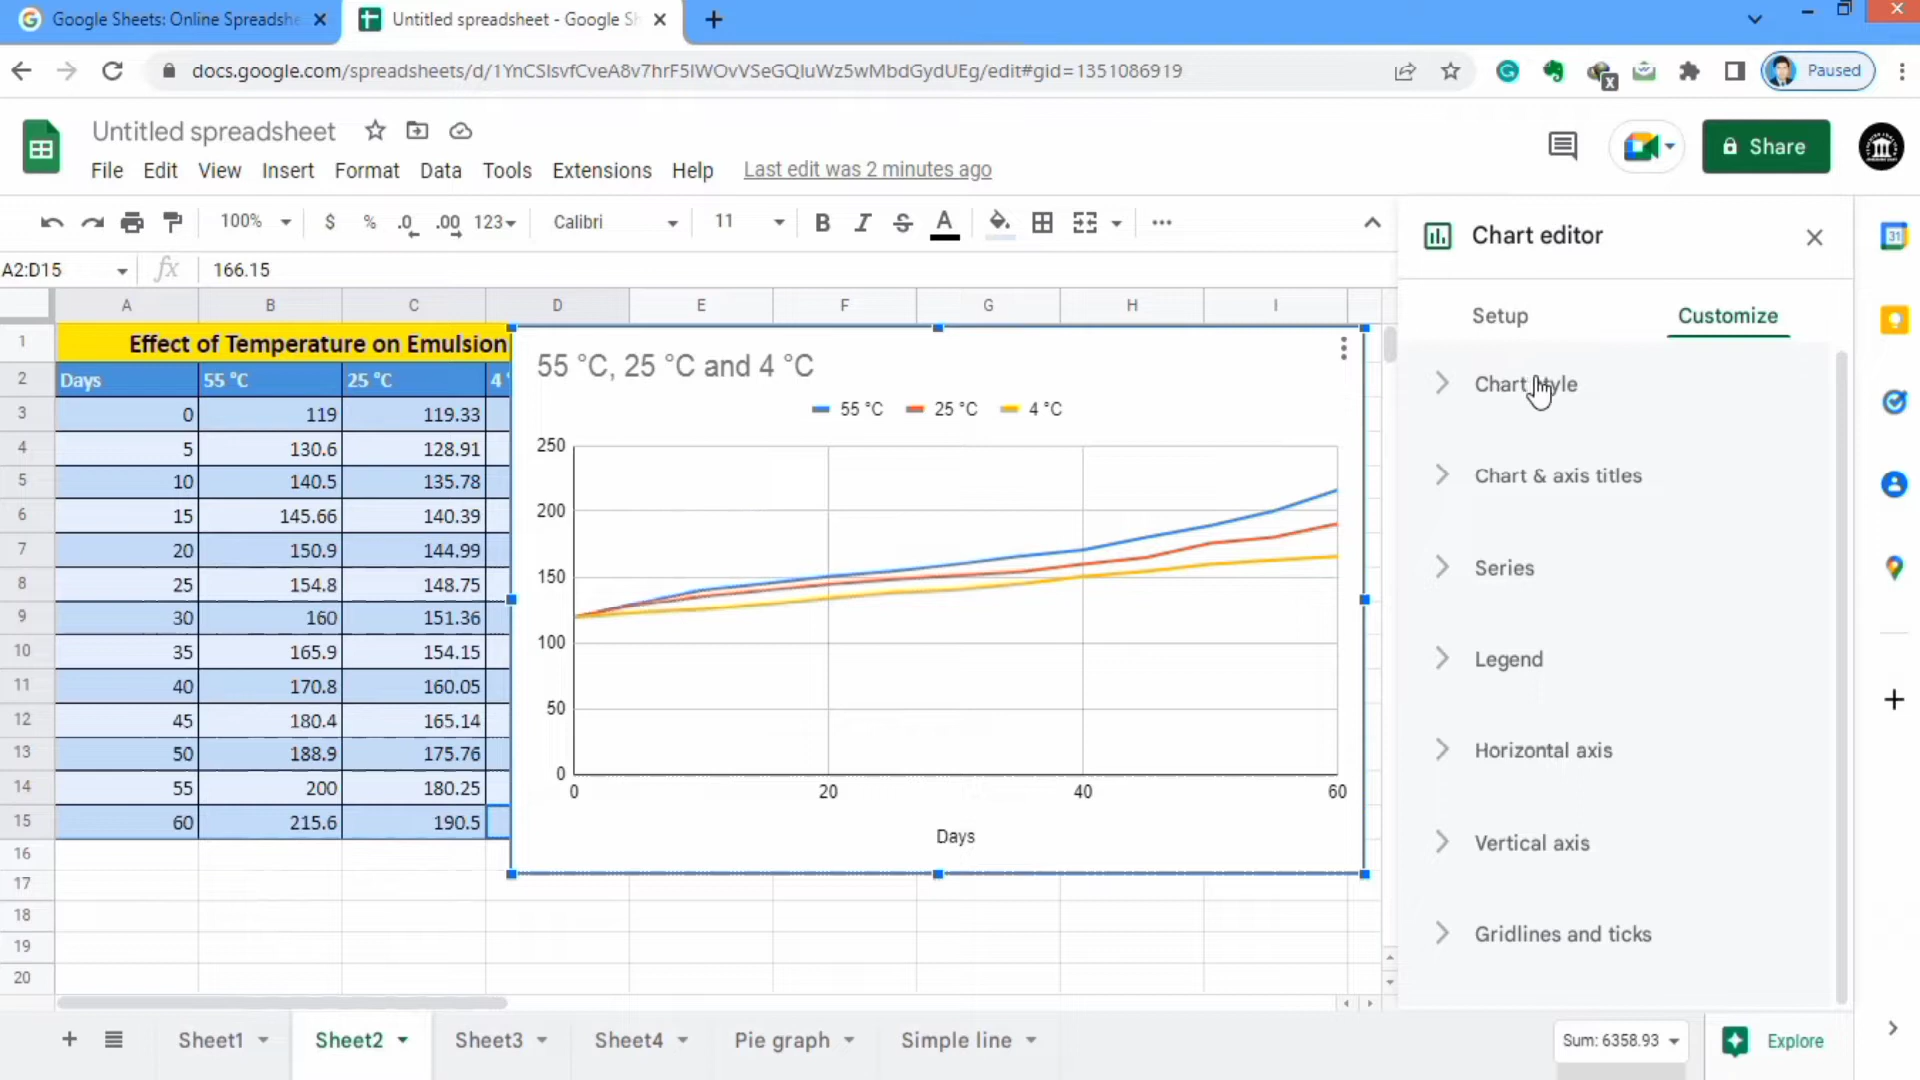 Google Sheets: Online Spreadshe
Untitled spreadsheet - Google Sh
docs.google.com/spreadsheets/d/1YnCSIsvfCveA8v7hrF5IWOvVSeGQIuWz5wMbdGydUEg/edit#gid=1351086919
Paused
Untitled spreadsheet
File Edit View Insert Format Data Tools Extensions Help Last edit was 2 minutes ago
Share
100% $ % .0 .00 123 Calibri 11 B I S A
A2:D15 fx 166.15
A B C D E F G H I
1 Effect of Temperature on Emulsion
2 Days 55 °C 25 °C 4 °
3 0 119 119.33
4 5 130.6 128.91
5 10 140.5 135.78
6 15 145.66 140.39
7 20 150.9 144.99
8 25 154.8 148.75
9 30 160 151.36
10 35 165.9 154.15
11 40 170.8 160.05
12 45 180.4 165.14
13 50 188.9 175.76
14 55 200 180.25
15 60 215.6 190.5
16
17
18
19
20
55 °C, 25 °C and 4 °C
55 °C 25 °C 4 °C
250
200
150
100
50
0
0 20 40 60
Days
Chart editor
Setup Customize
Chart style
Chart & axis titles
Series
Legend
Horizontal axis
Vertical axis
Gridlines and ticks
31
Sheet1 Sheet2 Sheet3 Sheet4 Pie graph Simple line
Sum: 6358.93
Explore